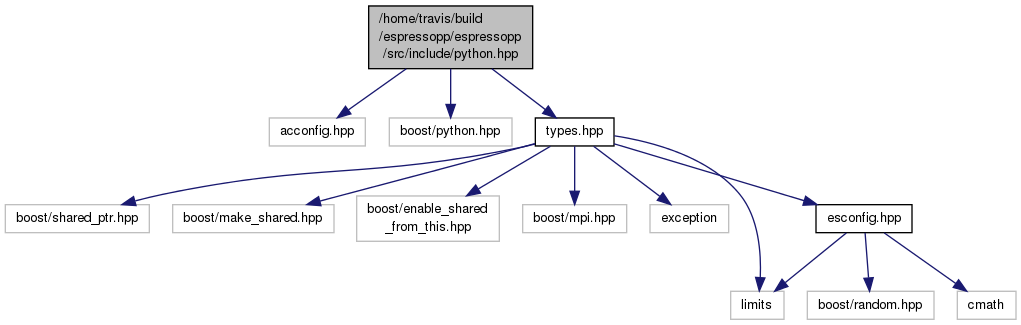 /home/travis/build
/espressopp/espressopp
/src/include/python.hpp
acconfig.hpp
boost/python.hpp
types.hpp
boost/shared_ptr.hpp
boost/make_shared.hpp
boost/enable_shared
_from_this.hpp
boost/mpi.hpp
exception
esconfig.hpp
limits
boost/random.hpp
cmath